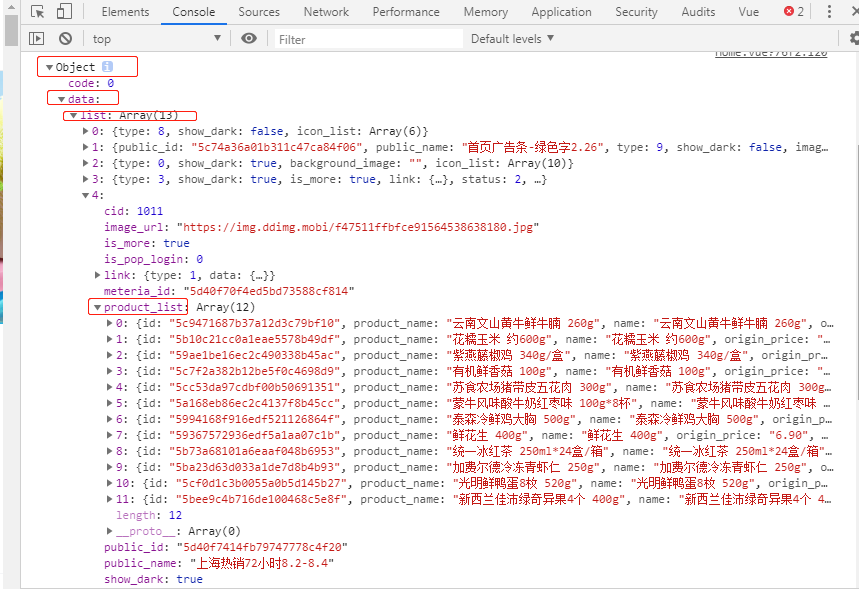 Elements Console Sources Network Performance Memory Application Security Audits Vue 2
top Filter Default levels
home.vue?76f2:120
Object i
code: 0
data:
list: Array(13)
0: {type: 8, show_dark: false, icon_list: Array(6)}
1: {public_id: "5c74a36a01b311c47ca84f06", public_name: "首页广告条-绿色字2.26", type: 9, show_dark: false, imag…
2: {type: 0, show_dark: true, background_image: "", icon_list: Array(10)}
3: {type: 3, show_dark: true, is_more: true, link: {…}, status: 2, …}
4:
cid: 1011
image_url: "https://img.ddimg.mobi/f47511ffbfce91564538638180.jpg"
is_more: true
is_pop_login: 0
link: {type: 1, data: {…}}
meteria_id: "5d40f70f4ed5bd73588cf814"
product_list: Array(12)
0: {id: "5c9471687b37a12d3c79bf10", product_name: "云南文山黄牛鲜牛腩 260g", name: "云南文山黄牛鲜牛腩 260g", o…
1: {id: "5b10c21cc0a1eae5578b49df", product_name: "花糯玉米 约600g", name: "花糯玉米 约600g", origin_price: "…
2: {id: "59ae1be16ec2c490338b45ac", product_name: "紫燕藤椒鸡 340g/盒", name: "紫燕藤椒鸡 340g/盒", origin_pr…
3: {id: "5c7f2a382b12be5f0c4698d9", product_name: "有机鲜香菇 100g", name: "有机鲜香菇 100g", origin_price: "…
4: {id: "5cc53da97cdbf00b50691351", product_name: "苏食农场猪带皮五花肉 300g", name: "苏食农场猪带皮五花肉 300g…
5: {id: "5a168eb86ec2c4137f8b45cc", product_name: "蒙牛风味酸牛奶红枣味 100g*8杯", name: "蒙牛风味酸牛奶红枣味 …
6: {id: "5994168f916edf521126864f", product_name: "泰森冷鲜鸡大胸 500g", name: "泰森冷鲜鸡大胸 500g", origin_p…
7: {id: "59367572936edf5a1aa07c1b", product_name: "鲜花生 400g", name: "鲜花生 400g", origin_price: "6.90", …
8: {id: "5b73a68101a6eaaf048b6953", product_name: "统一冰红茶 250ml*24盒/箱", name: "统一冰红茶 250ml*24盒/箱"…
9: {id: "5ba23d63d033a1de7d8b4b93", product_name: "加费尔德冷冻青虾仁 250g", name: "加费尔德冷冻青虾仁 250g", o…
10: {id: "5cf0d1c3b0055a0b5d145b27", product_name: "光明鲜鸭蛋8枚 520g", name: "光明鲜鸭蛋8枚 520g", origin_p…
11: {id: "5bee9c4b716de100468c5e8f", product_name: "新西兰佳沛绿奇异果4个 400g", name: "新西兰佳沛绿奇异果4个 4…
length: 12
__proto__: Array(0)
public_id: "5d40f7414fb79747778c4f20"
public_name: "上海热销72小时8.2-8.4"
show_dark: true